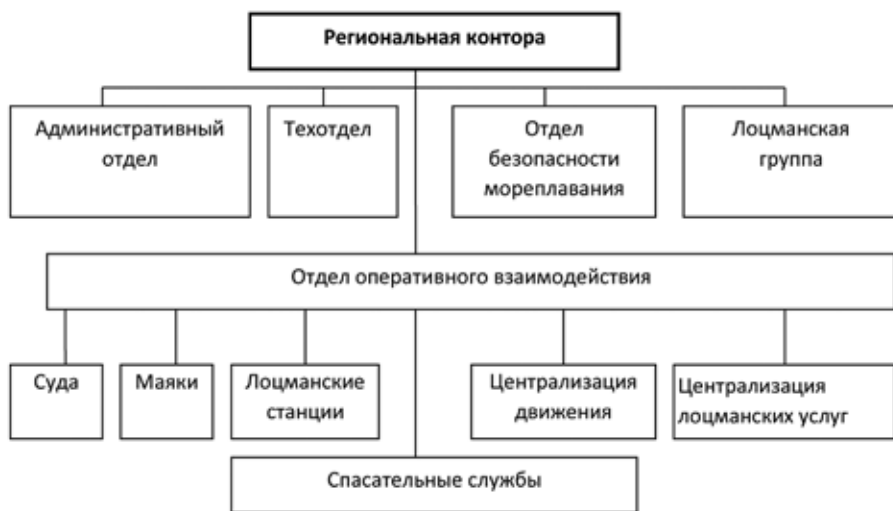 Региональная контора
Административный
отдел
Техотдел
Отдел
безопасности
мореплавания
Лоцманская
группа
Отдел оперативного взаимодействия
Суда
Маяки
Лоцманские
станции
Централизация
движения
Централизация
лоцманских услуг
Спасательные службы